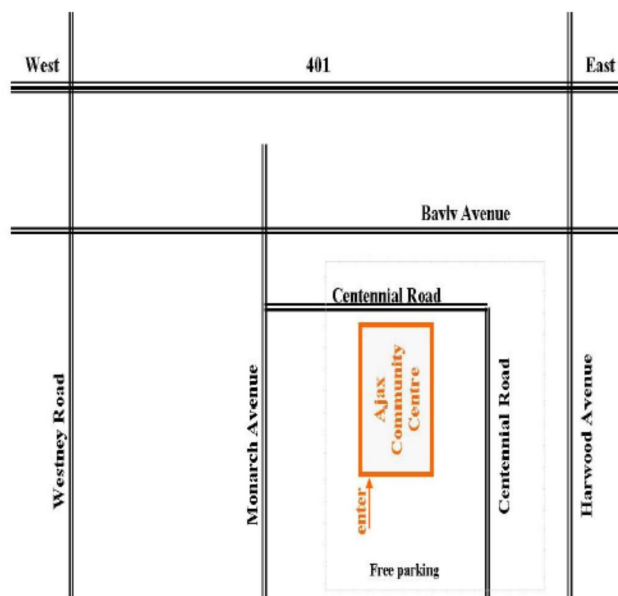 West
401
East
Bavlv Avenue
Centennial Road
Westney Road
Monarch Avenue
Ajax
Community
Centre
Centennial Road
Harwood Avenue
enter
Free parking